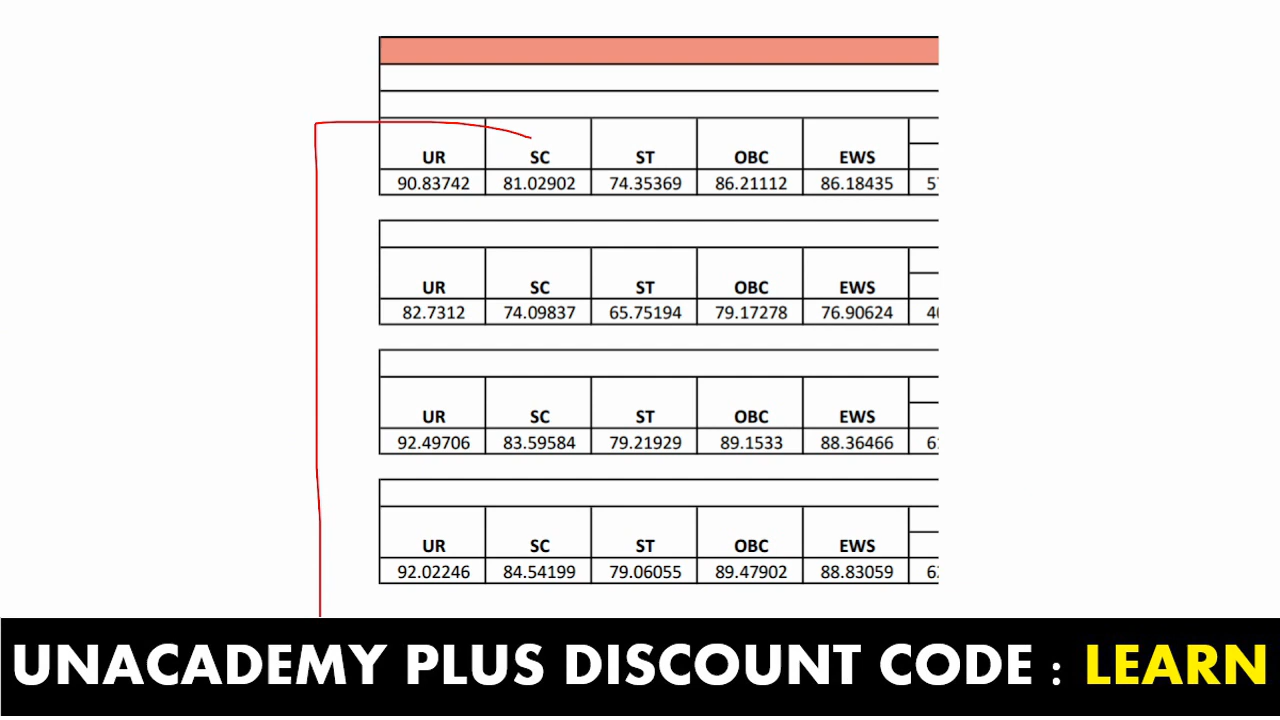 UR SC ST OBC EWS
90.83742 81.02902 74.35369 86.21112 86.18435
UR SC ST OBC EWS
82.7312 74.09837 65.75194 79.17278 76.90624
UR SC ST OBC EWS
92.49706 83.59584 79.21929 89.1533 88.36466
UR SC ST OBC EWS
92.02246 84.54199 79.06055 89.47902 88.83059
UNACADEMY PLUS DISCOUNT CODE : LEARN